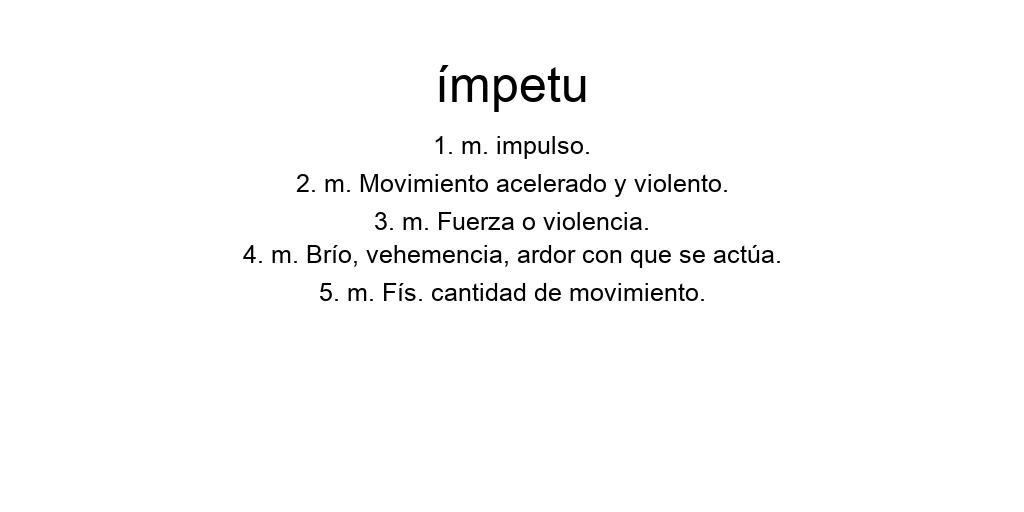 ímpetu
1. m. impulso.
2. m. Movimiento acelerado y violento.
3. m. Fuerza o violencia.
4. m. Brío, vehemencia, ardor con que se actúa.
5. m. Fís. cantidad de movimiento.